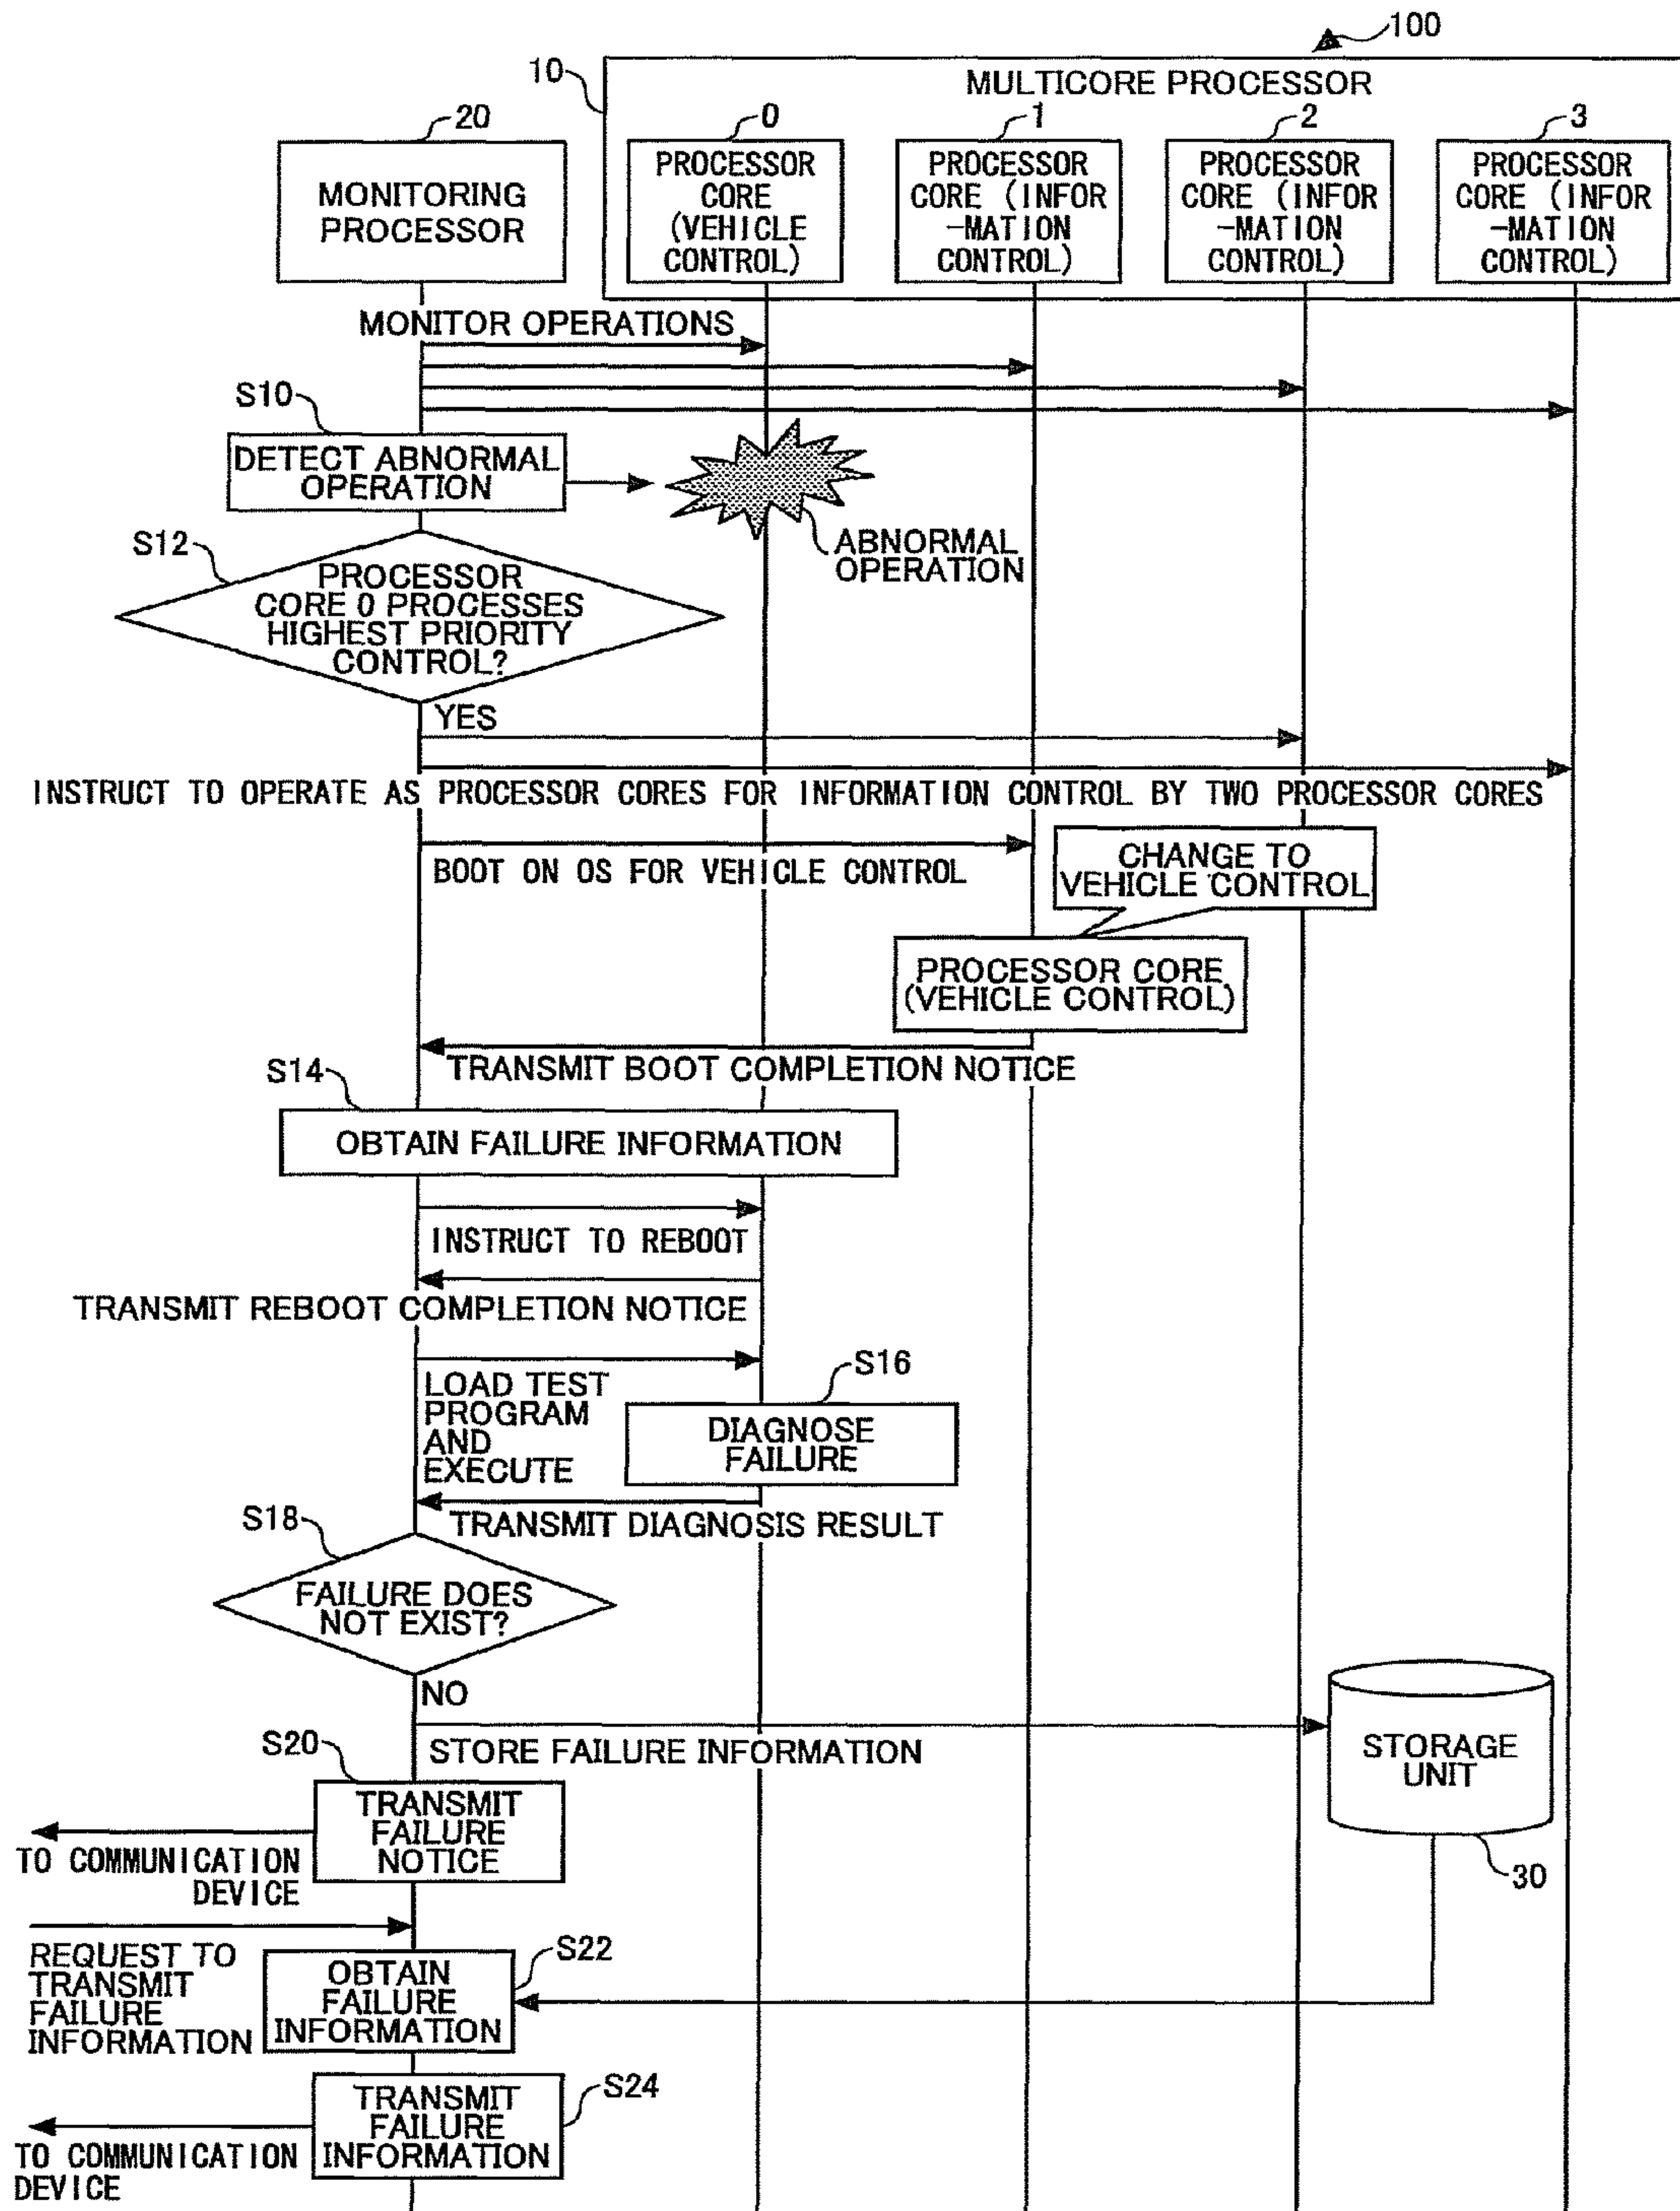 100
10
MULTICORE PROCESSOR
20
0
1
2
3
MONITORING
PROCESSOR
PROCESSOR
CORE
(VEHICLE
CONTROL)
PROCESSOR
CORE (INFOR
-MATION
CONTROL)
PROCESSOR
CORE (INFOR
-MATION
CONTROL)
PROCESSOR
CORE (INFOR
-MATION
CONTROL)
MONITOR OPERATIONS
S10
DETECT ABNORMAL
OPERATION
ABNORMAL
OPERATION
S12
PROCESSOR
CORE 0 PROCESSES
HIGHEST PRIORITY
CONTROL?
YES
INSTRUCT TO OPERATE AS PROCESSOR CORES FOR INFORMATION CONTROL BY TWO PROCESSOR CORES
BOOT ON OS FOR VEHICLE CONTROL
CHANGE TO
VEHICLE CONTROL
PROCESSOR CORE
(VEHICLE CONTROL)
TRANSMIT BOOT COMPLETION NOTICE
S14
OBTAIN FAILURE INFORMATION
INSTRUCT TO REBOOT
TRANSMIT REBOOT COMPLETION NOTICE
LOAD TEST
PROGRAM
AND
EXECUTE
S16
DIAGNOSE
FAILURE
TRANSMIT DIAGNOSIS RESULT
S18
FAILURE DOES
NOT EXIST?
NO
STORE FAILURE INFORMATION
STORAGE
UNIT
30
S20
TRANSMIT
FAILURE
NOTICE
TO COMMUNICATION
DEVICE
REQUEST TO
TRANSMIT
FAILURE
INFORMATION
S22
OBTAIN
FAILURE
INFORMATION
S24
TRANSMIT
FAILURE
INFORMATION
TO COMMUNICATION
DEVICE